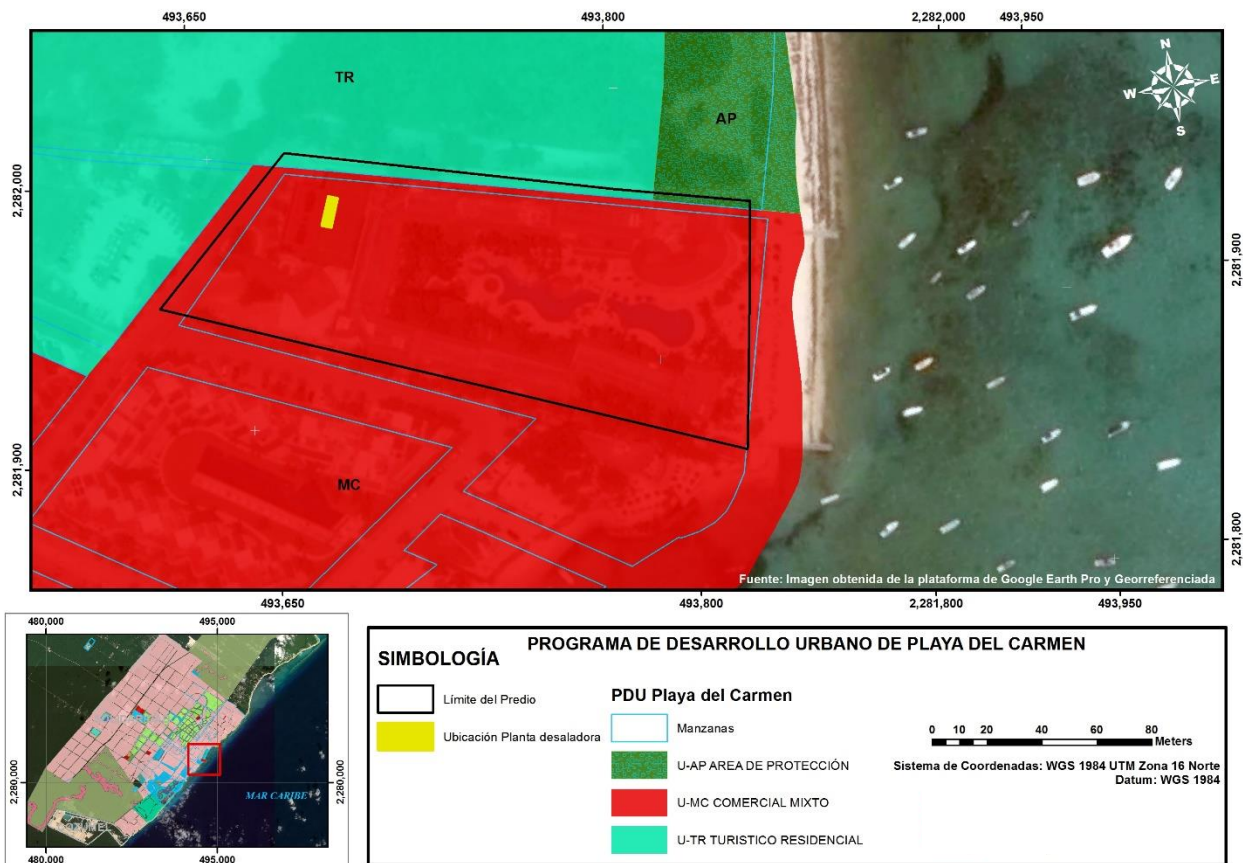 493,650
493,800
2,282,000
493,950
TR
AP
N
W
E
S
2,282,000
2,281,900
MC
2,281,900
2,281,800
Fuente: Imagen obtenida de la plataforma de Google Earth Pro y Georreferenciada
493,650
493,800
2,281,800
493,950
480,000
495,000
2,280,000
2,280,000
MAR CARIBE
480,000
495,000
PROGRAMA DE DESARROLLO URBANO DE PLAYA DEL CARMEN
SIMBOLOGÍA
Límite del Predio
Ubicación Planta desaladora
PDU Playa del Carmen
Manzanas
U-AP AREA DE PROTECCIÓN
U-MC COMERCIAL MIXTO
U-TR TURISTICO RESIDENCIAL
0 10 20 40 60 80
Meters
Sistema de Coordenadas: WGS 1984 UTM Zona 16 Norte
Datum: WGS 1984